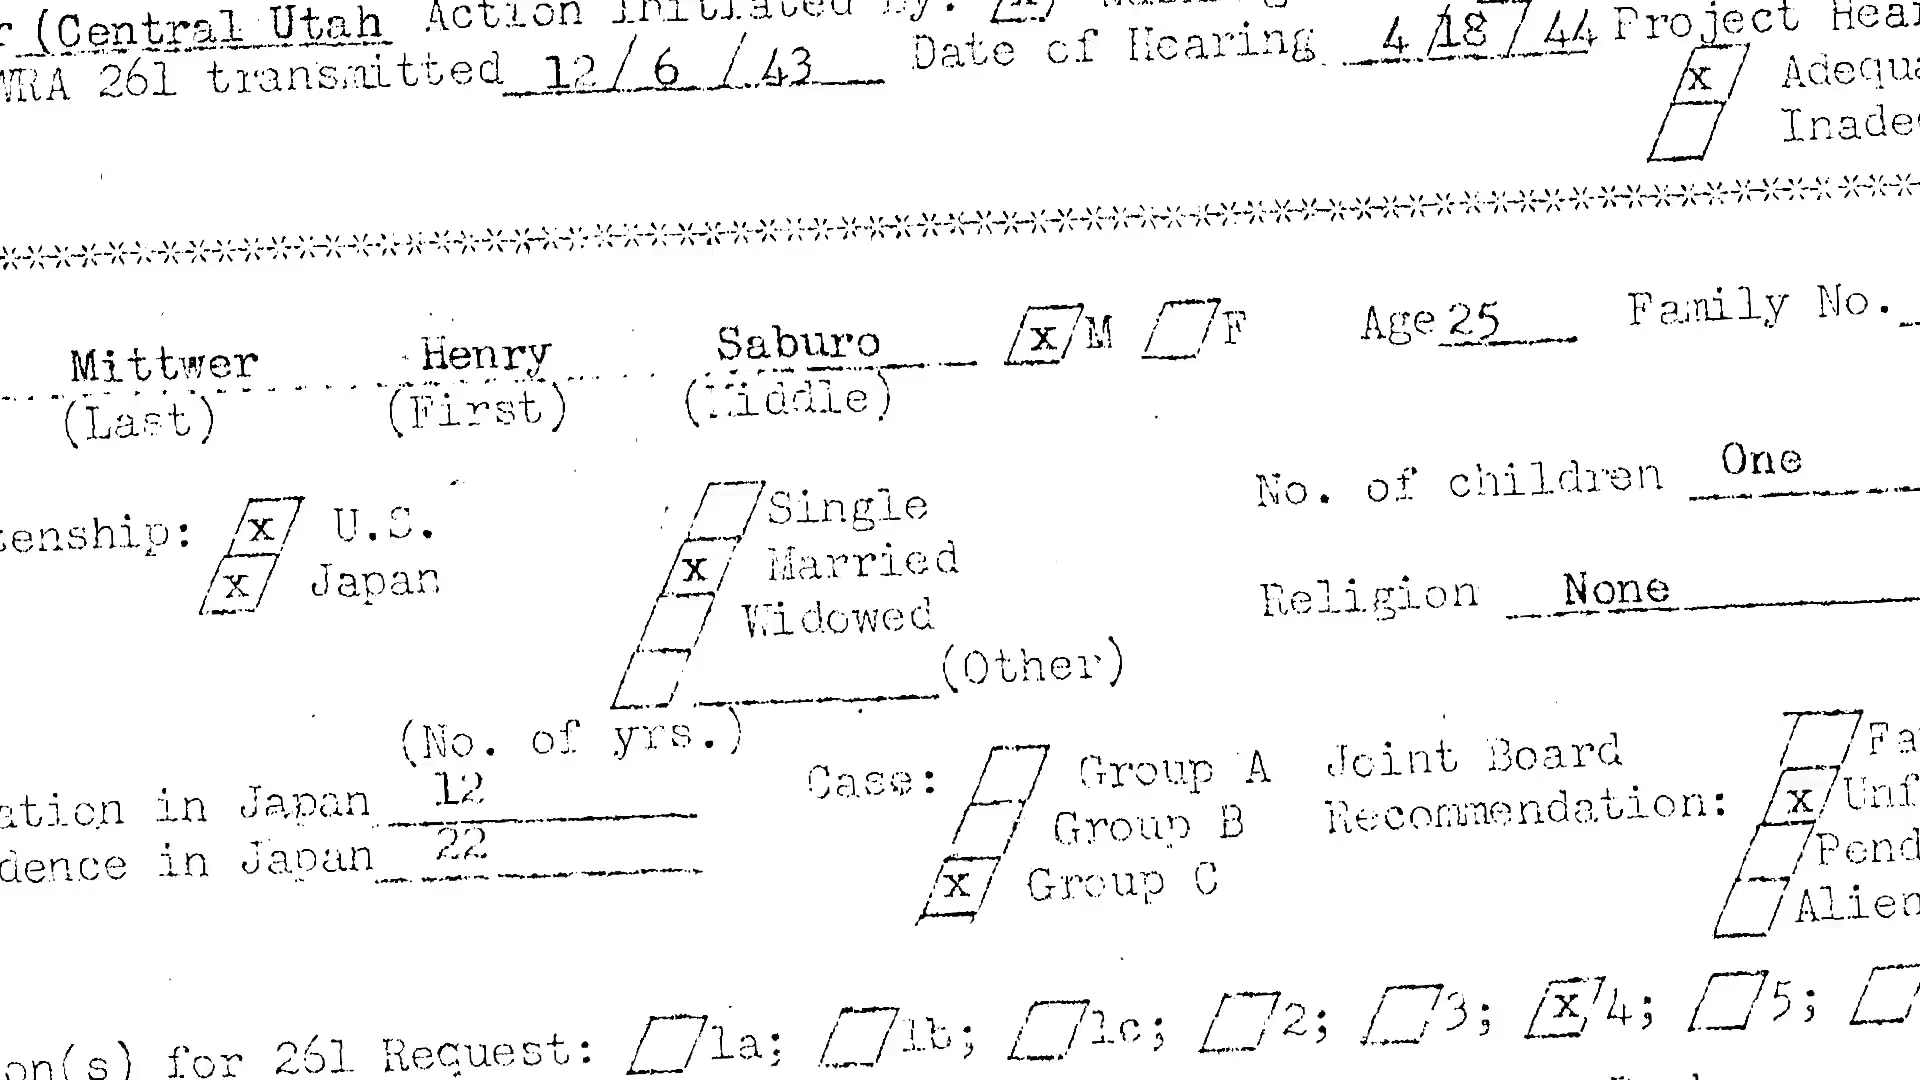 (Central Utah Action Initiated By:
WRA 261 transmitted 12/6/43 Date of Hearing 4/18/44 Project Hear
x Adequa
Inade
Mittwer Henry Saburo x M F Age 25 Family No.
(Last) (First) (Middle)
No. of children One
tenship: x U.S. Single
x Japan x Married
Religion None
Widowed
(Other)
(No. of yrs.)
ation in Japan 12 Case: Group A Joint Board Fa
Group B Recommendation: x Unf
dence in Japan 22 Pend
x Group C Alien
on(s) for 261 Request: 1a; 1b; 1c; 2; 3; x 4; 5;